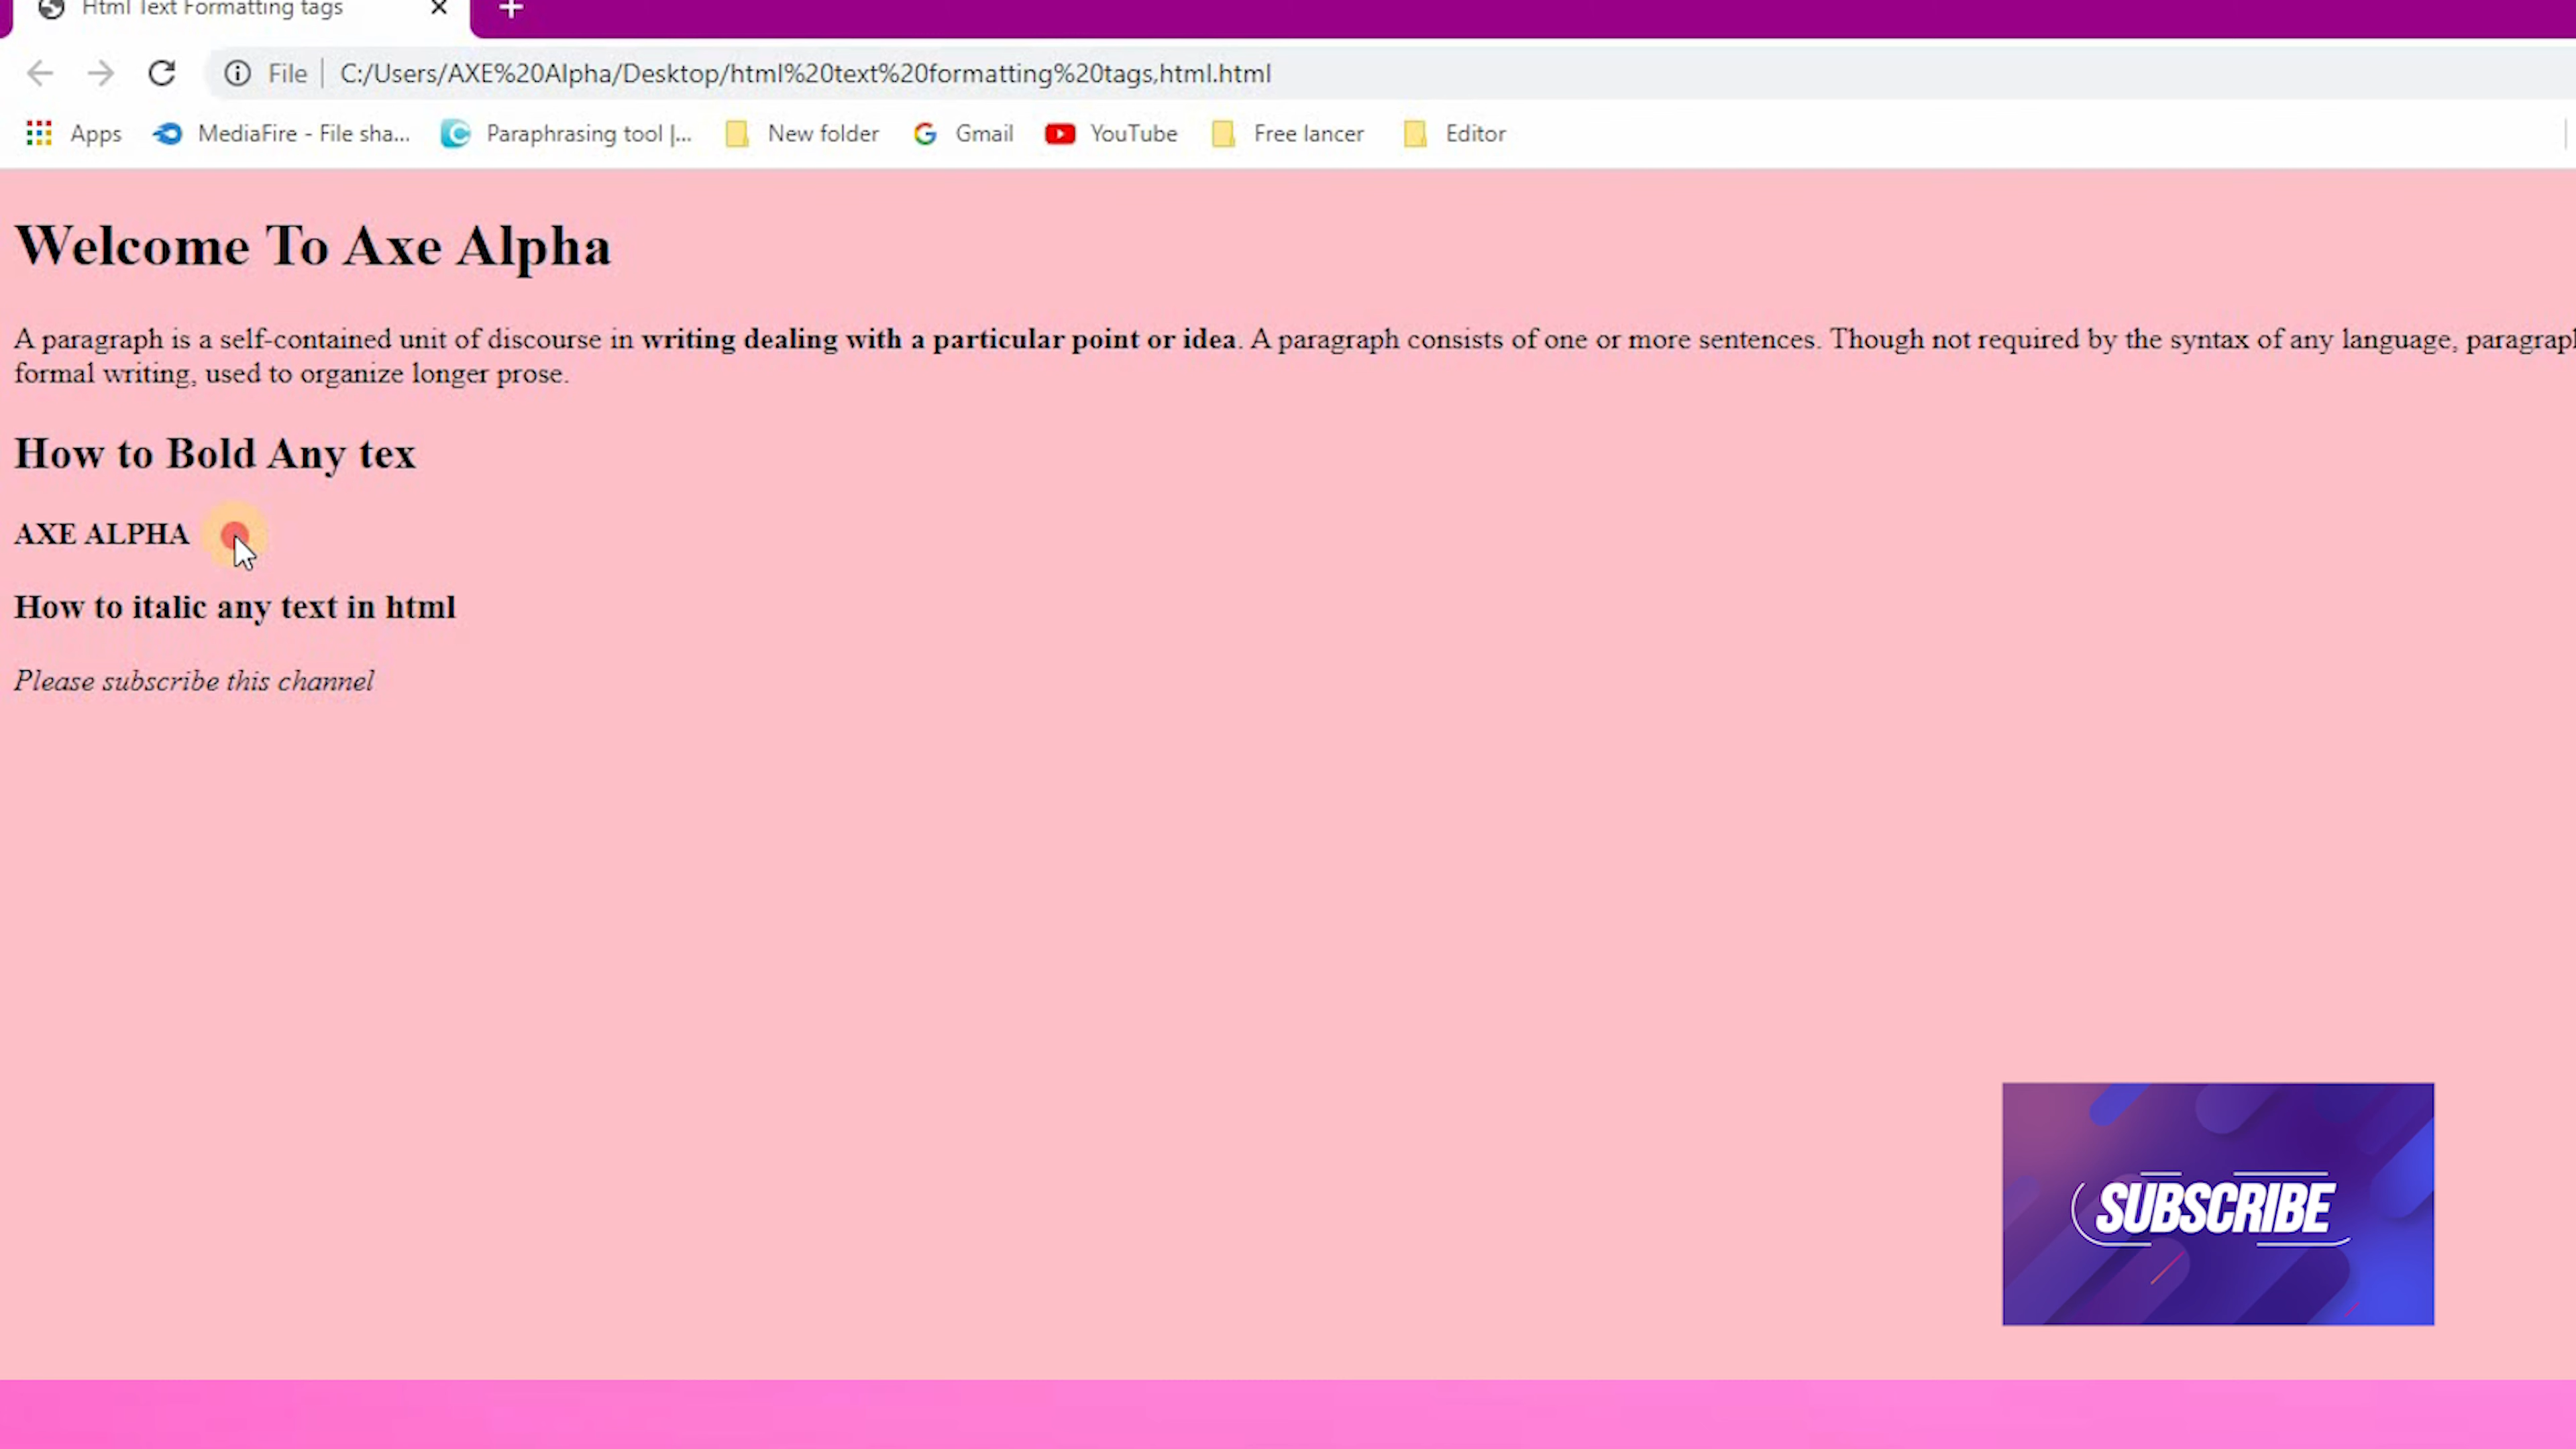 Html Text Formatting tags
File C:/Users/AXE%20Alpha/Desktop/html%20text%20formatting%20tags,html.html
Apps MediaFire - File sha... Paraphrasing tool |... New folder Gmail YouTube Free lancer Editor
Welcome To Axe Alpha
A paragraph is a self-contained unit of discourse in writing dealing with a particular point or idea. A paragraph consists of one or more sentences. Though not required by the syntax of any language, paragraph
formal writing, used to organize longer prose.
How to Bold Any tex
AXE ALPHA
How to italic any text in html
Please subscribe this channel
SUBSCRIBE